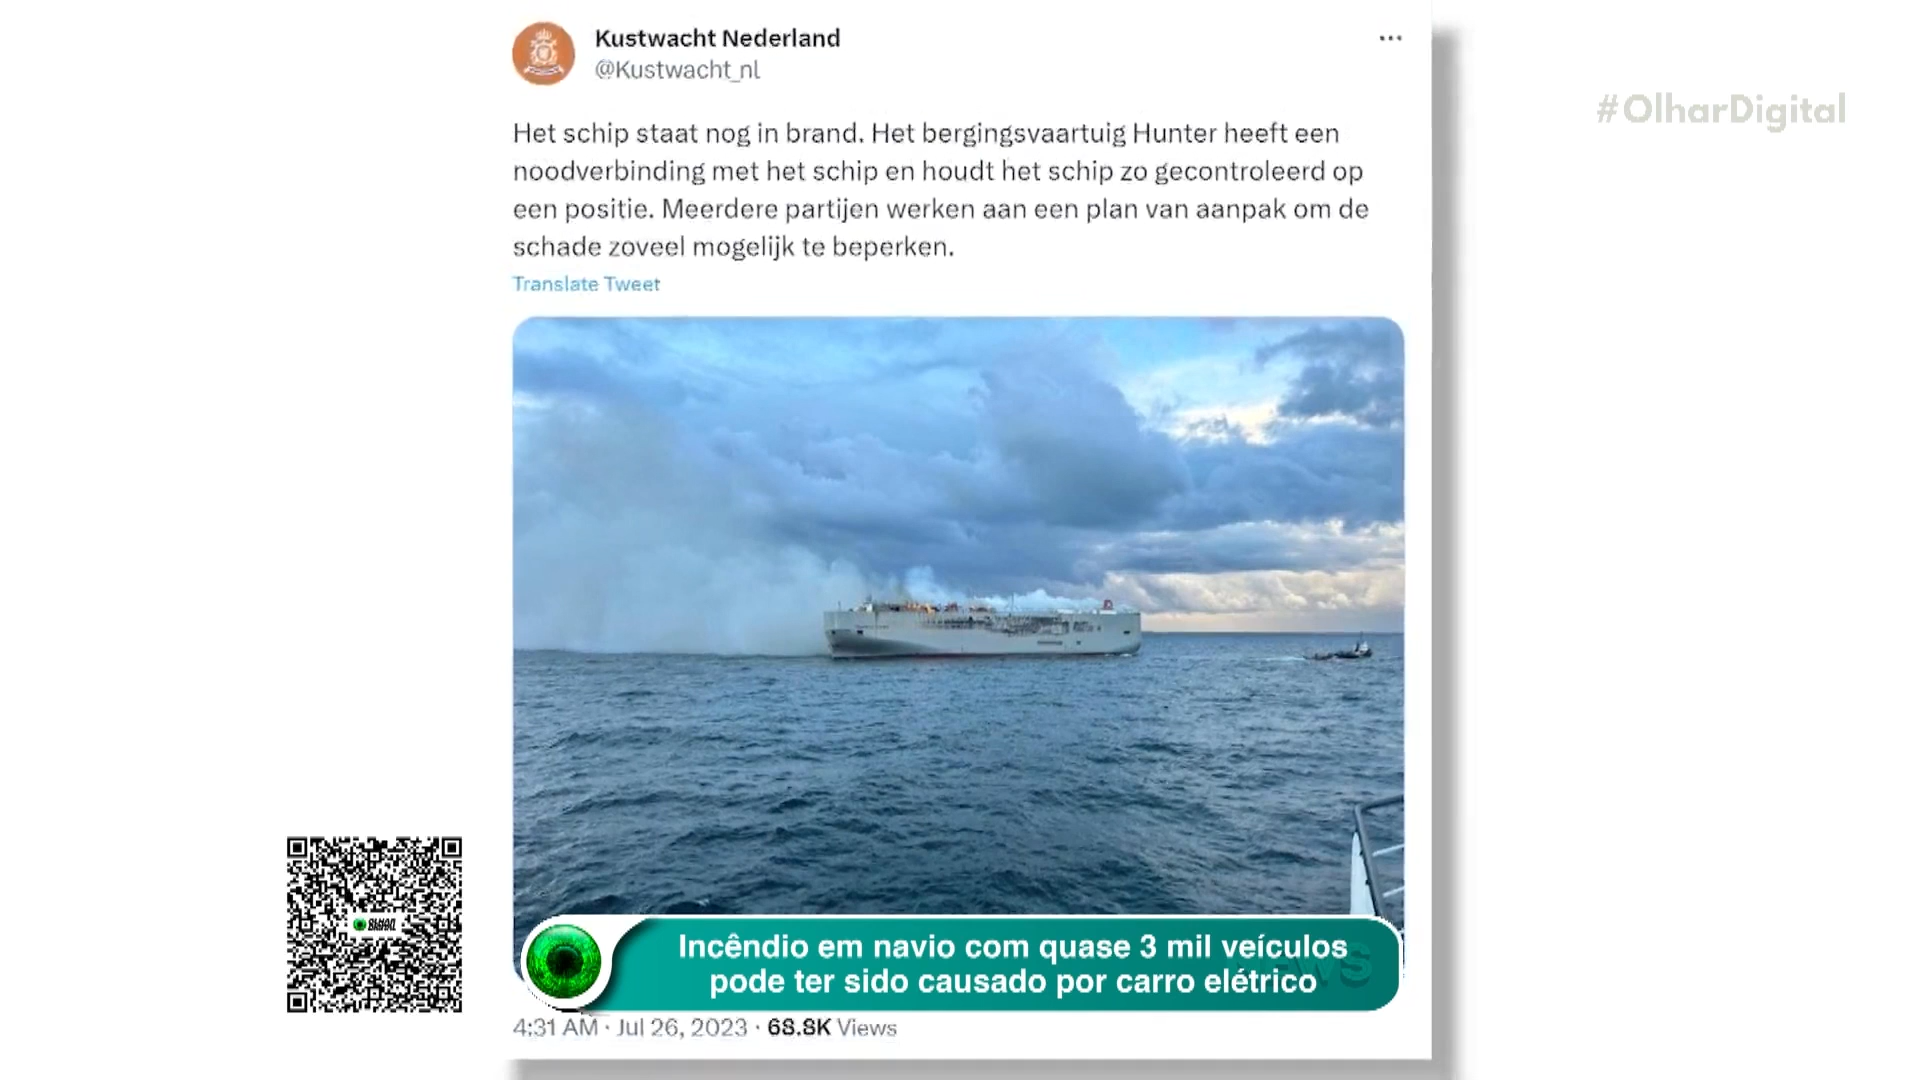 Kustwacht Nederland
@Kustwacht_nl
#OlharDigital
Het schip staat nog in brand. Het bergingsvaartuig Hunter heeft een
noodverbinding met het schip en houdt het schip zo gecontroleerd op
een positie. Meerdere partijen werken aan een plan van aanpak om de
schade zoveel mogelijk te beperken.
Translate Tweet
Incêndio em navio com quase 3 mil veículos
pode ter sido causado por carro elétrico
4:31 AM · Jul 26, 2023 · 68.8K Views